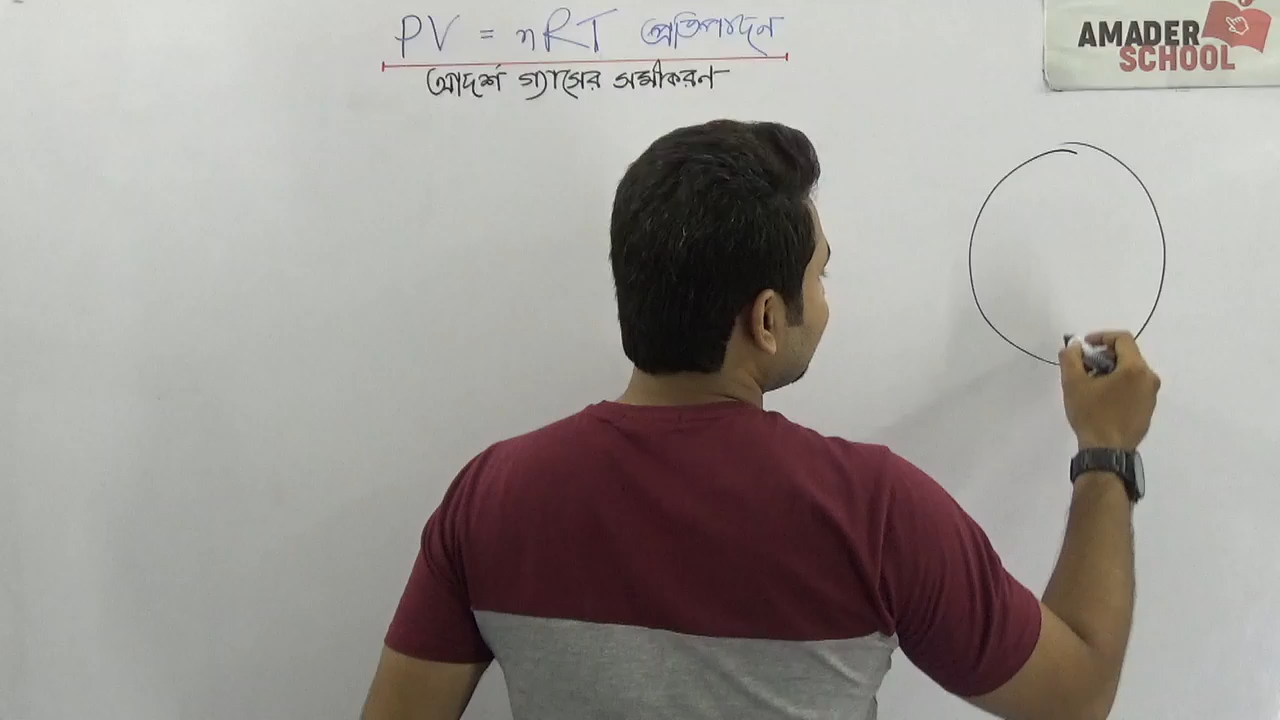 PV = nRT প্রতিপাদন
আদর্শ গ্যাসের সমীকরণ
AMADER
SCHOOL